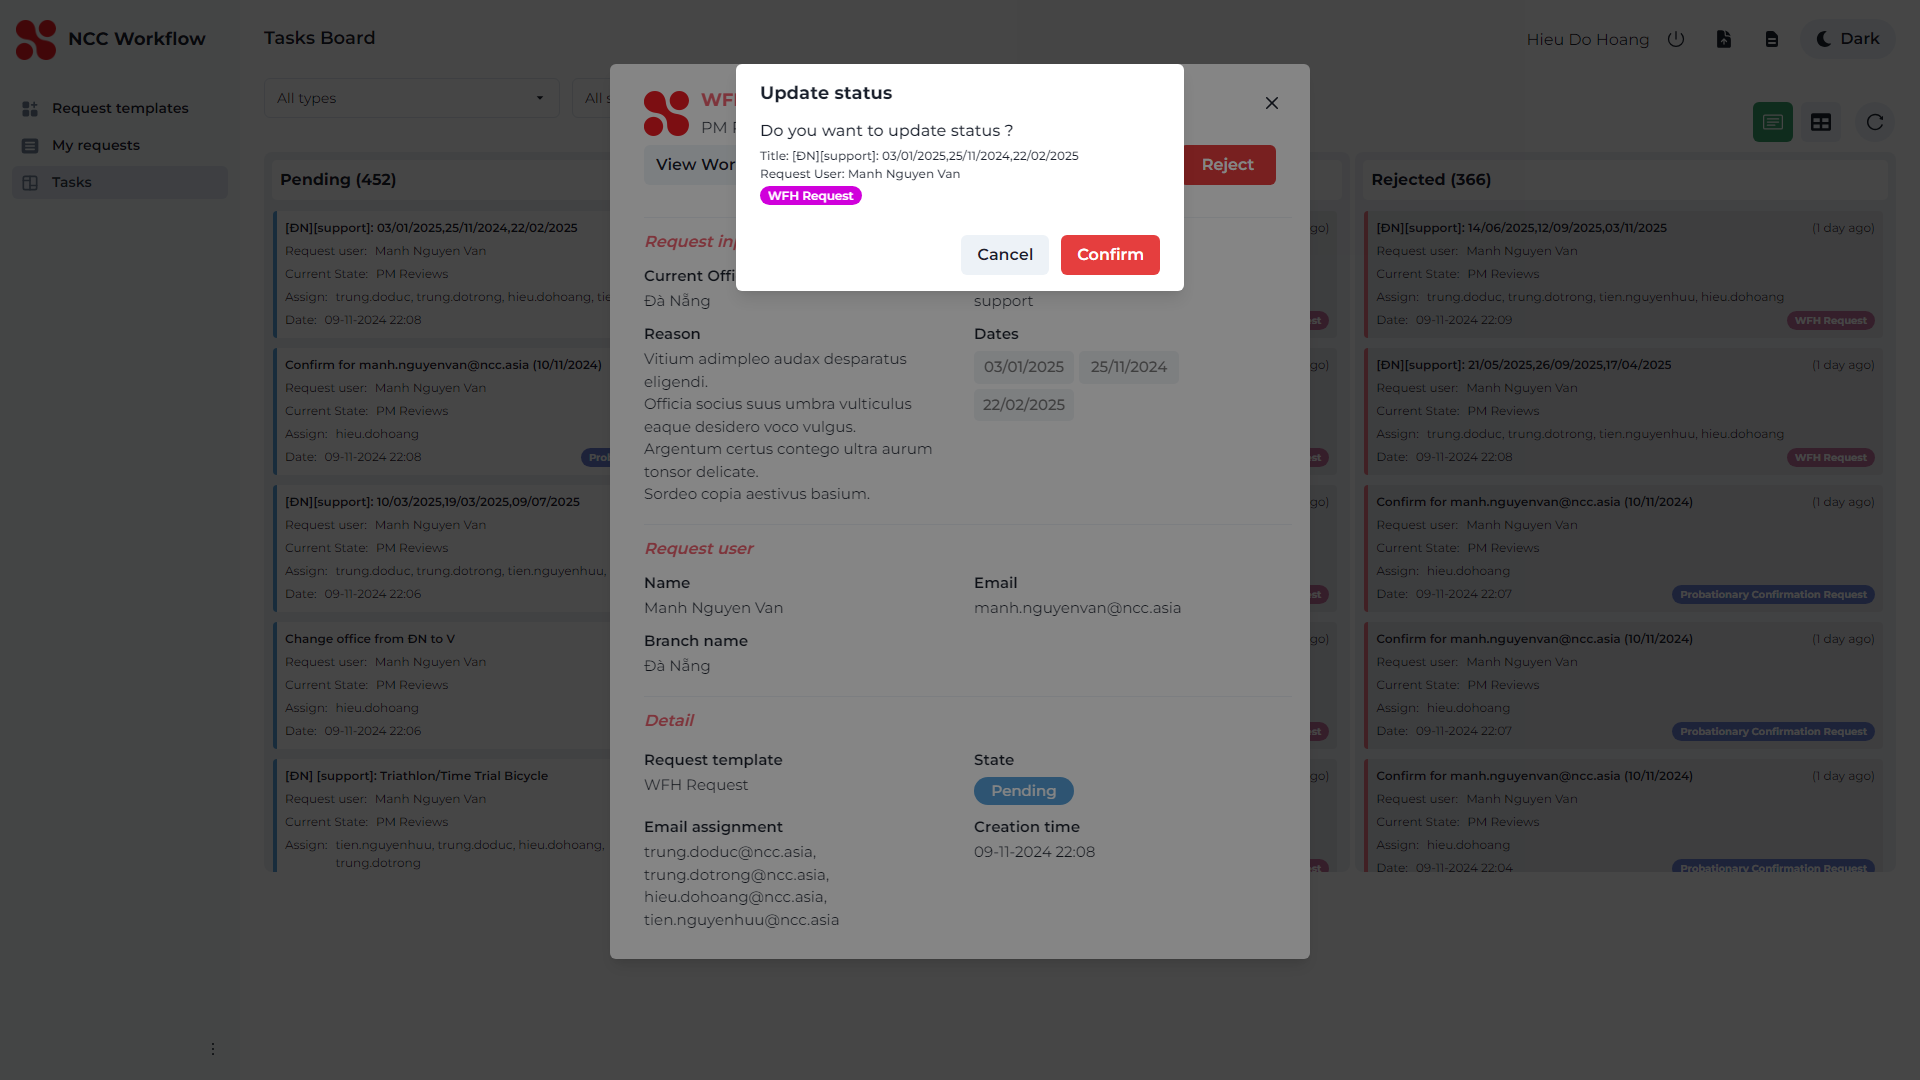 NCC Workflow
Tasks Board
Hieu Do Hoang
Dark
Request templates
My requests
Tasks
All types
All s
Pending (452)
[ĐN][support]: 03/01/2025,25/11/2024,22/02/2025
Request user: Manh Nguyen Van
Current State: PM Reviews
Assign: trung.doduc, trung.dotrong, hieu.dohoang, tie
Date: 09-11-2024 22:08
Confirm for manh.nguyenvan@ncc.asia (10/11/2024)
Request user: Manh Nguyen Van
Current State: PM Reviews
Assign: hieu.dohoang
Date: 09-11-2024 22:08
Prob
[ĐN][support]: 10/03/2025,19/03/2025,09/07/2025
Request user: Manh Nguyen Van
Current State: PM Reviews
Assign: trung.doduc, trung.dotrong, tien.nguyenhuu,
Date: 09-11-2024 22:06
Change office from ĐN to V
Request user: Manh Nguyen Van
Current State: PM Reviews
Assign: hieu.dohoang
Date: 09-11-2024 22:06
[ĐN] [support]: Triathlon/Time Trial Bicycle
Request user: Manh Nguyen Van
Current State: PM Reviews
Assign: tien.nguyenhuu, trung.doduc, hieu.dohoang,
trung.dotrong
Update status
Do you want to update status ?
Title: [ĐN][support]: 03/01/2025,25/11/2024,22/02/2025
Request User: Manh Nguyen Van
WFH Request
Cancel
Confirm
WF
PM
View Wor
Reject
Request in
Current Offi
Đà Nẵng
support
Reason
Vitium adimpleo audax desparatus
eligendi.
Officia socius suus umbra vulticulus
eaque desidero voco vulgus.
Argentum certus contego ultra aurum
tonsor delicate.
Sordeo copia aestivus basium.
Dates
03/01/2025
25/11/2024
22/02/2025
Request user
Name
Manh Nguyen Van
Email
manh.nguyenvan@ncc.asia
Branch name
Đà Nẵng
Detail
Request template
WFH Request
State
Pending
Email assignment
trung.doduc@ncc.asia,
trung.dotrong@ncc.asia,
hieu.dohoang@ncc.asia,
tien.nguyenhuu@ncc.asia
Creation time
09-11-2024 22:08
go)
est
go)
est
go)
est
go)
est
go)
est
Rejected (366)
[ĐN][support]: 14/06/2025,12/09/2025,03/11/2025
(1 day ago)
Request user: Manh Nguyen Van
Current State: PM Reviews
Assign: trung.doduc, trung.dotrong, tien.nguyenhuu, hieu.dohoang
Date: 09-11-2024 22:09
WFH Request
[ĐN][support]: 21/05/2025,26/09/2025,17/04/2025
(1 day ago)
Request user: Manh Nguyen Van
Current State: PM Reviews
Assign: trung.doduc, trung.dotrong, tien.nguyenhuu, hieu.dohoang
Date: 09-11-2024 22:08
WFH Request
Confirm for manh.nguyenvan@ncc.asia (10/11/2024)
(1 day ago)
Request user: Manh Nguyen Van
Current State: PM Reviews
Assign: hieu.dohoang
Date: 09-11-2024 22:07
Probationary Confirmation Request
Confirm for manh.nguyenvan@ncc.asia (10/11/2024)
(1 day ago)
Request user: Manh Nguyen Van
Current State: PM Reviews
Assign: hieu.dohoang
Date: 09-11-2024 22:07
Probationary Confirmation Request
Confirm for manh.nguyenvan@ncc.asia (10/11/2024)
(1 day ago)
Request user: Manh Nguyen Van
Current State: PM Reviews
Assign: hieu.dohoang
Date: 09-11-2024 22:04
Probationary Confirmation Request